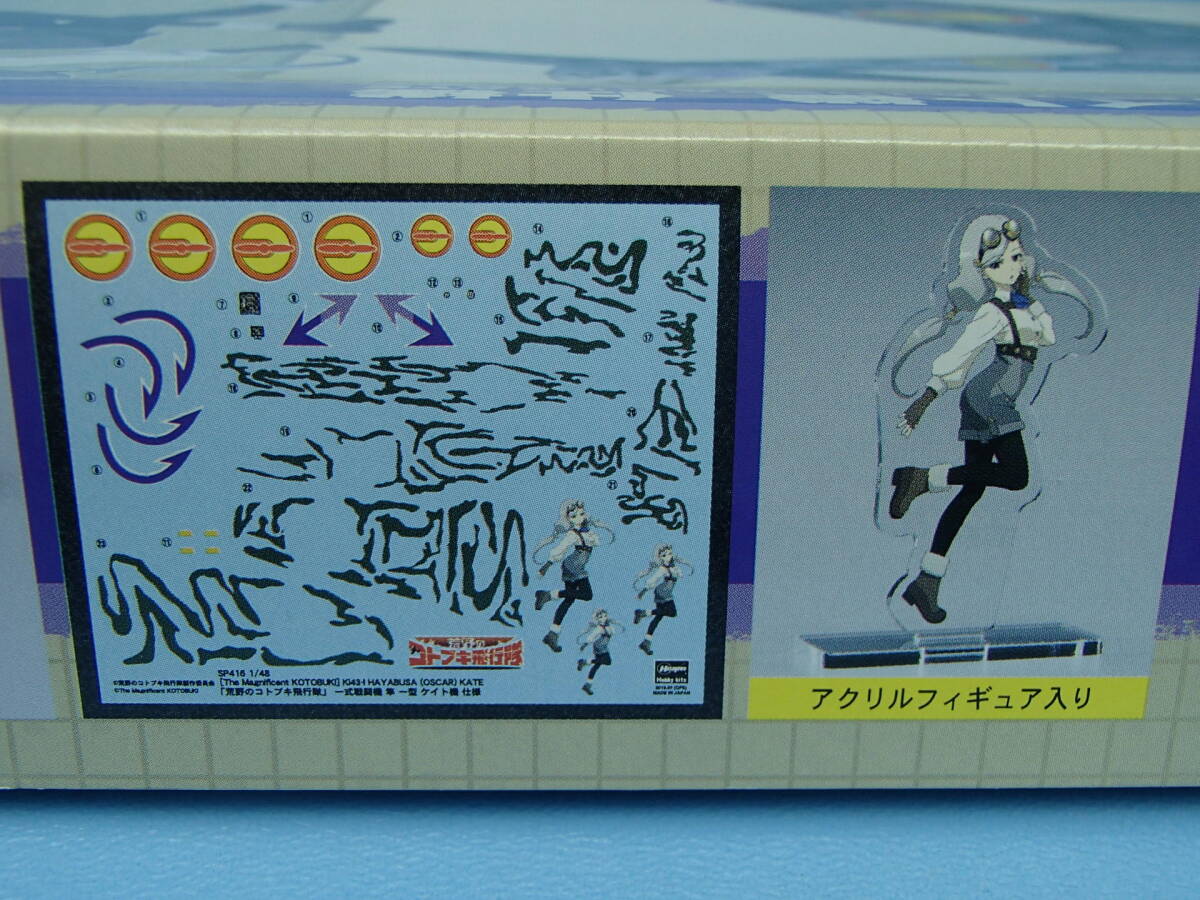 荒野の
コトブキ飛行隊
SP416 1/48
©荒野のコトブキ飛行隊製作委員会
[The Magnificent KOTOBUKI] Ki43-I HAYABUSA (OSCAR) KATE
©The Magnificent KOTOBUKI
「荒野のコトブキ飛行隊」 一式戦闘機 隼 一型 ケイト機 仕様
Hasegawa
Hobby kits
MADE IN JAPAN
アクリルフィギュア入り